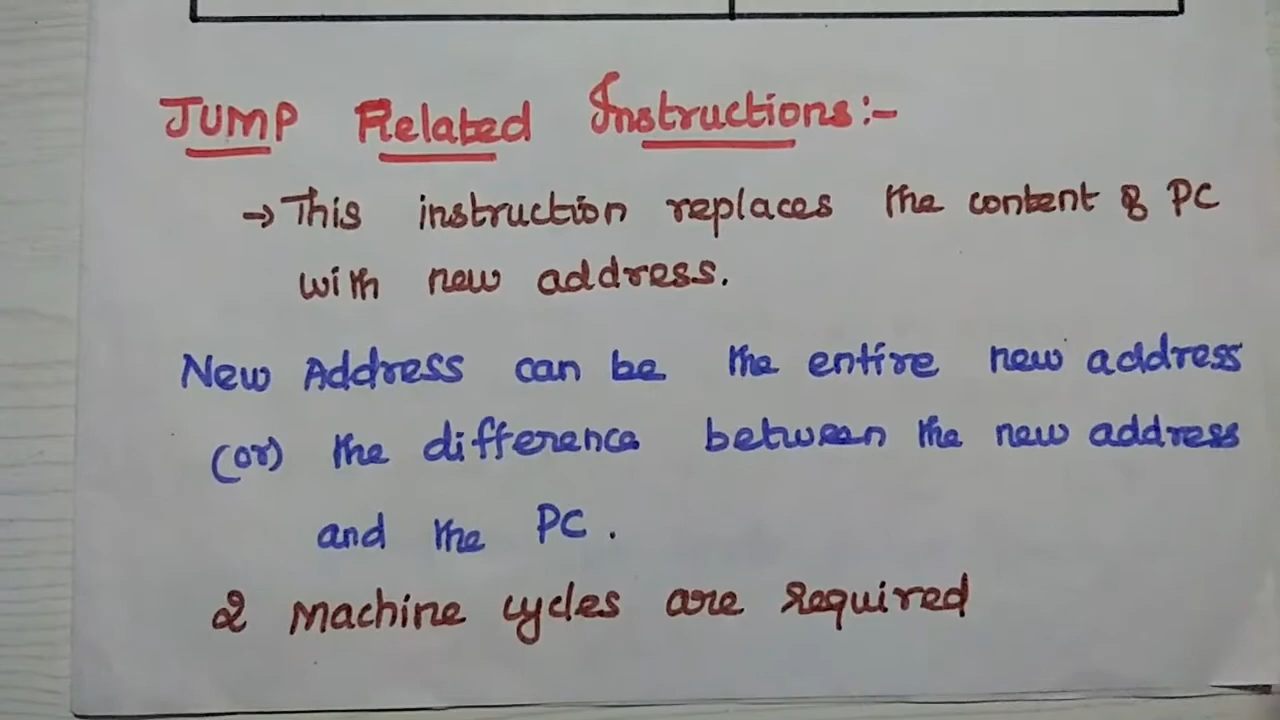 JUMP Related Instructions:-
→ This instruction replaces the content of PC
with new address.
New Address can be the entire new address
(or) the difference between the new address
and the PC.
2 Machine cycles are required